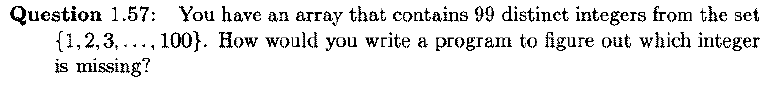 Question 1.57: You have an array that contains 99 distinct integers from the set
{1, 2, 3, . . . , 100}. How would you write a program to figure out which integer
is missing?